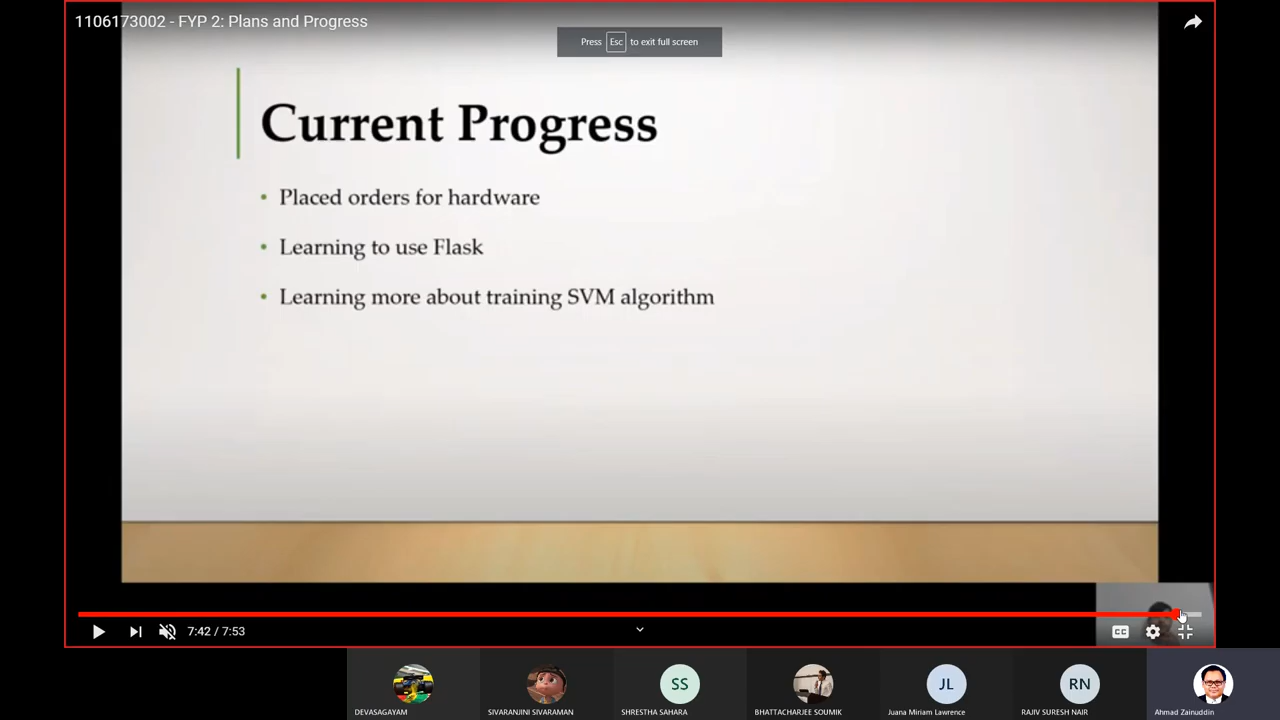 1106173002 - FYP 2: Plans and Progress
Press Esc to exit full screen
Current Progress
• Placed orders for hardware
• Learning to use Flask
• Learning more about training SVM algorithm
7:42 / 7:53
CC
SS
JL
RN
DEVASAGAYAM
SIVARANJINI SIVARAMAN
SHRESTHA SAHARA
BHATTACHARJEE SOUMIK
Juana Miriam Lawrence
RAJIV SURESH NAIR
Ahmad Zainuddin